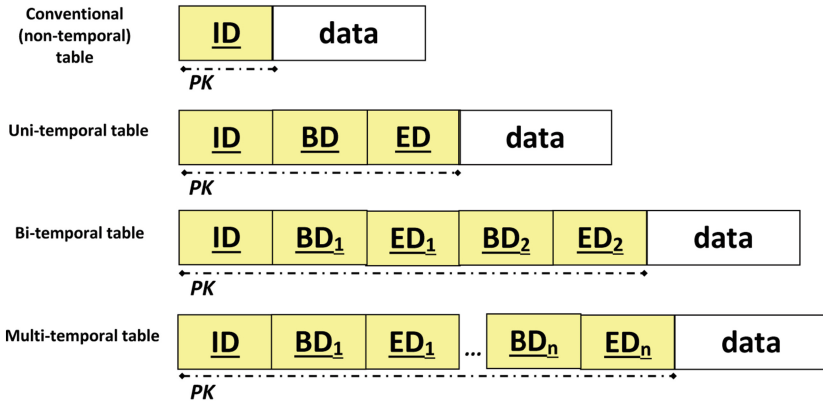 Conventional
(non-temporal)
table
ID data
PK
Uni-temporal table
ID BD ED data
PK
Bi-temporal table
ID BD₁ ED₁ BD₂ ED₂ data
PK
Multi-temporal table
ID BD₁ ED₁ ... BDₙ EDₙ data
PK